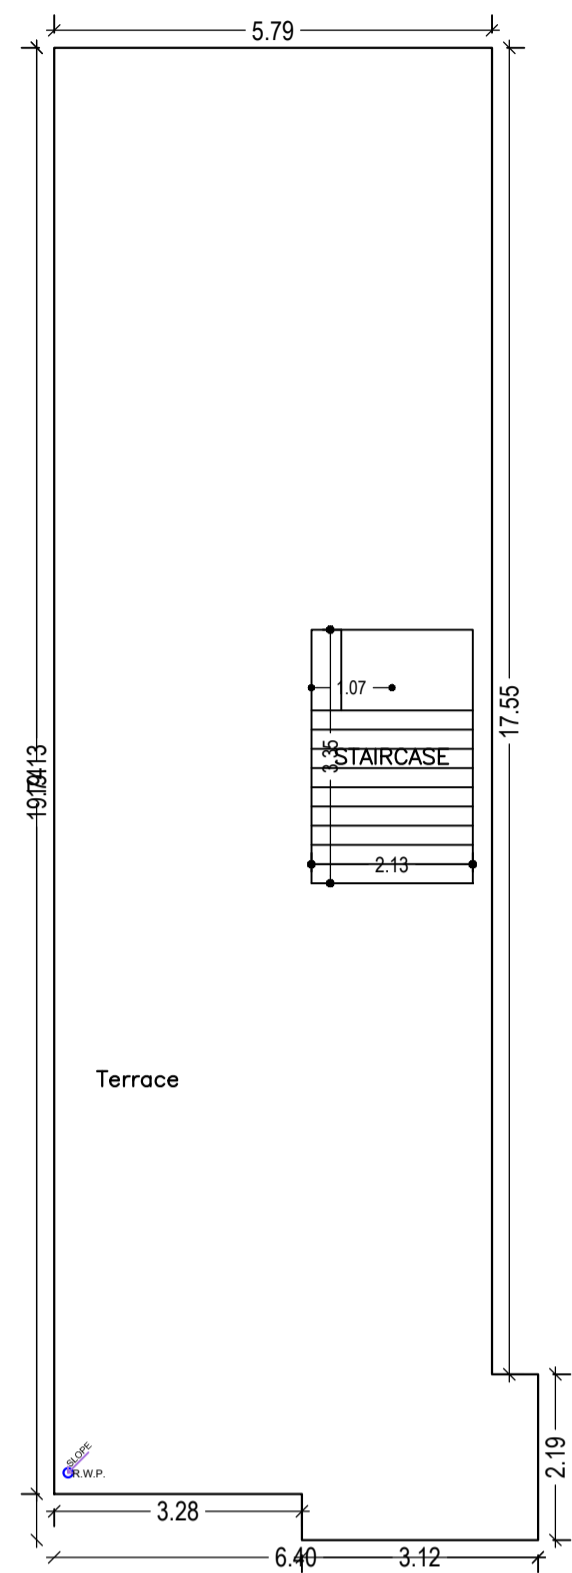 5.79
17.55
1.07
3.35
STAIRCASE
2.13
Terrace
SLOPE
R.W.P.
2.19
3.28
6.40
3.12